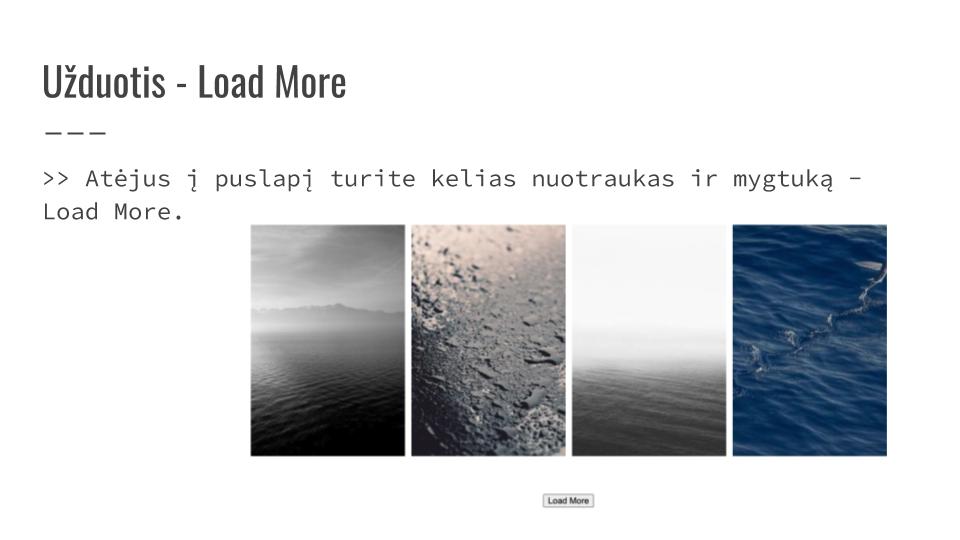 Užduotis - Load More
———
>> Atėjus į puslapį turite kelias nuotraukas ir mygtuką –
Load More.
Load More